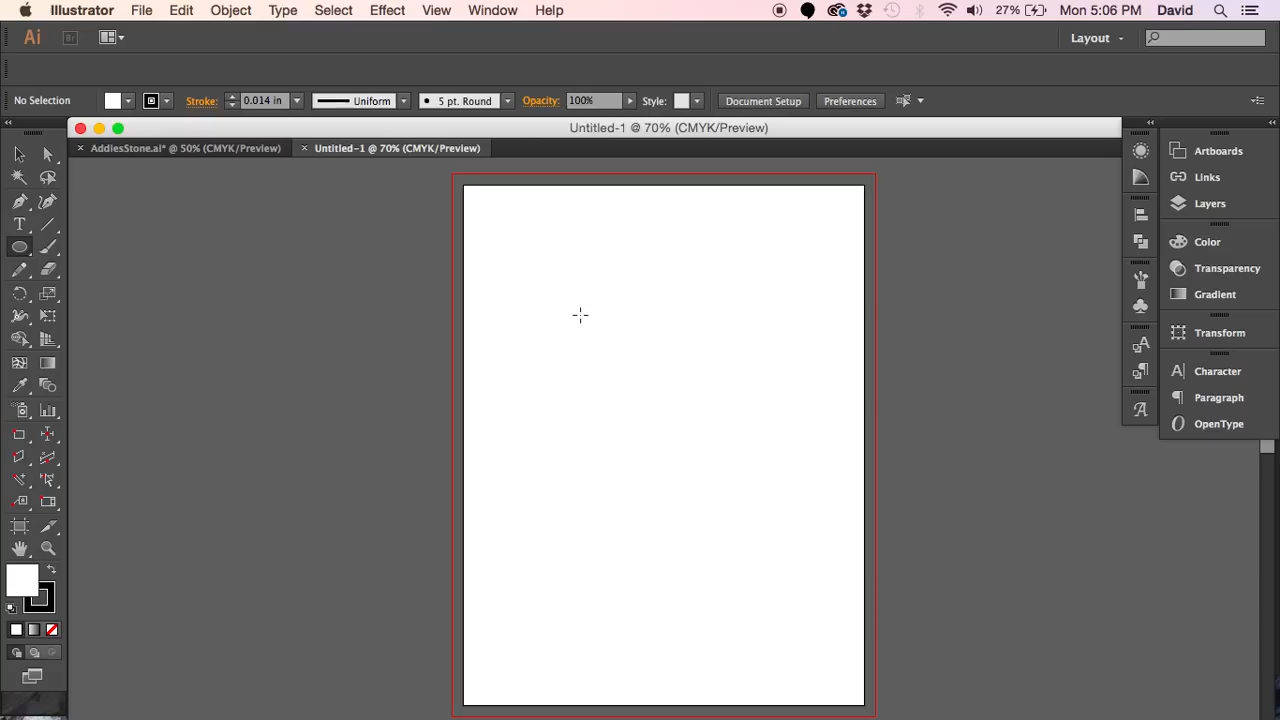 Illustrator File Edit Object Type Select Effect View Window Help 27% Mon 5:06 PM David
Ai Br Layout
No Selection Stroke: 0.014 in Uniform 5 pt. Round Opacity: 100% Style: Document Setup Preferences
Untitled-1 @ 70% (CMYK/Preview)
AddiesStone.ai* @ 50% (CMYK/Preview) Untitled-1 @ 70% (CMYK/Preview)
Artboards
Links
Layers
Color
Transparency
Gradient
Transform
Character
Paragraph
OpenType